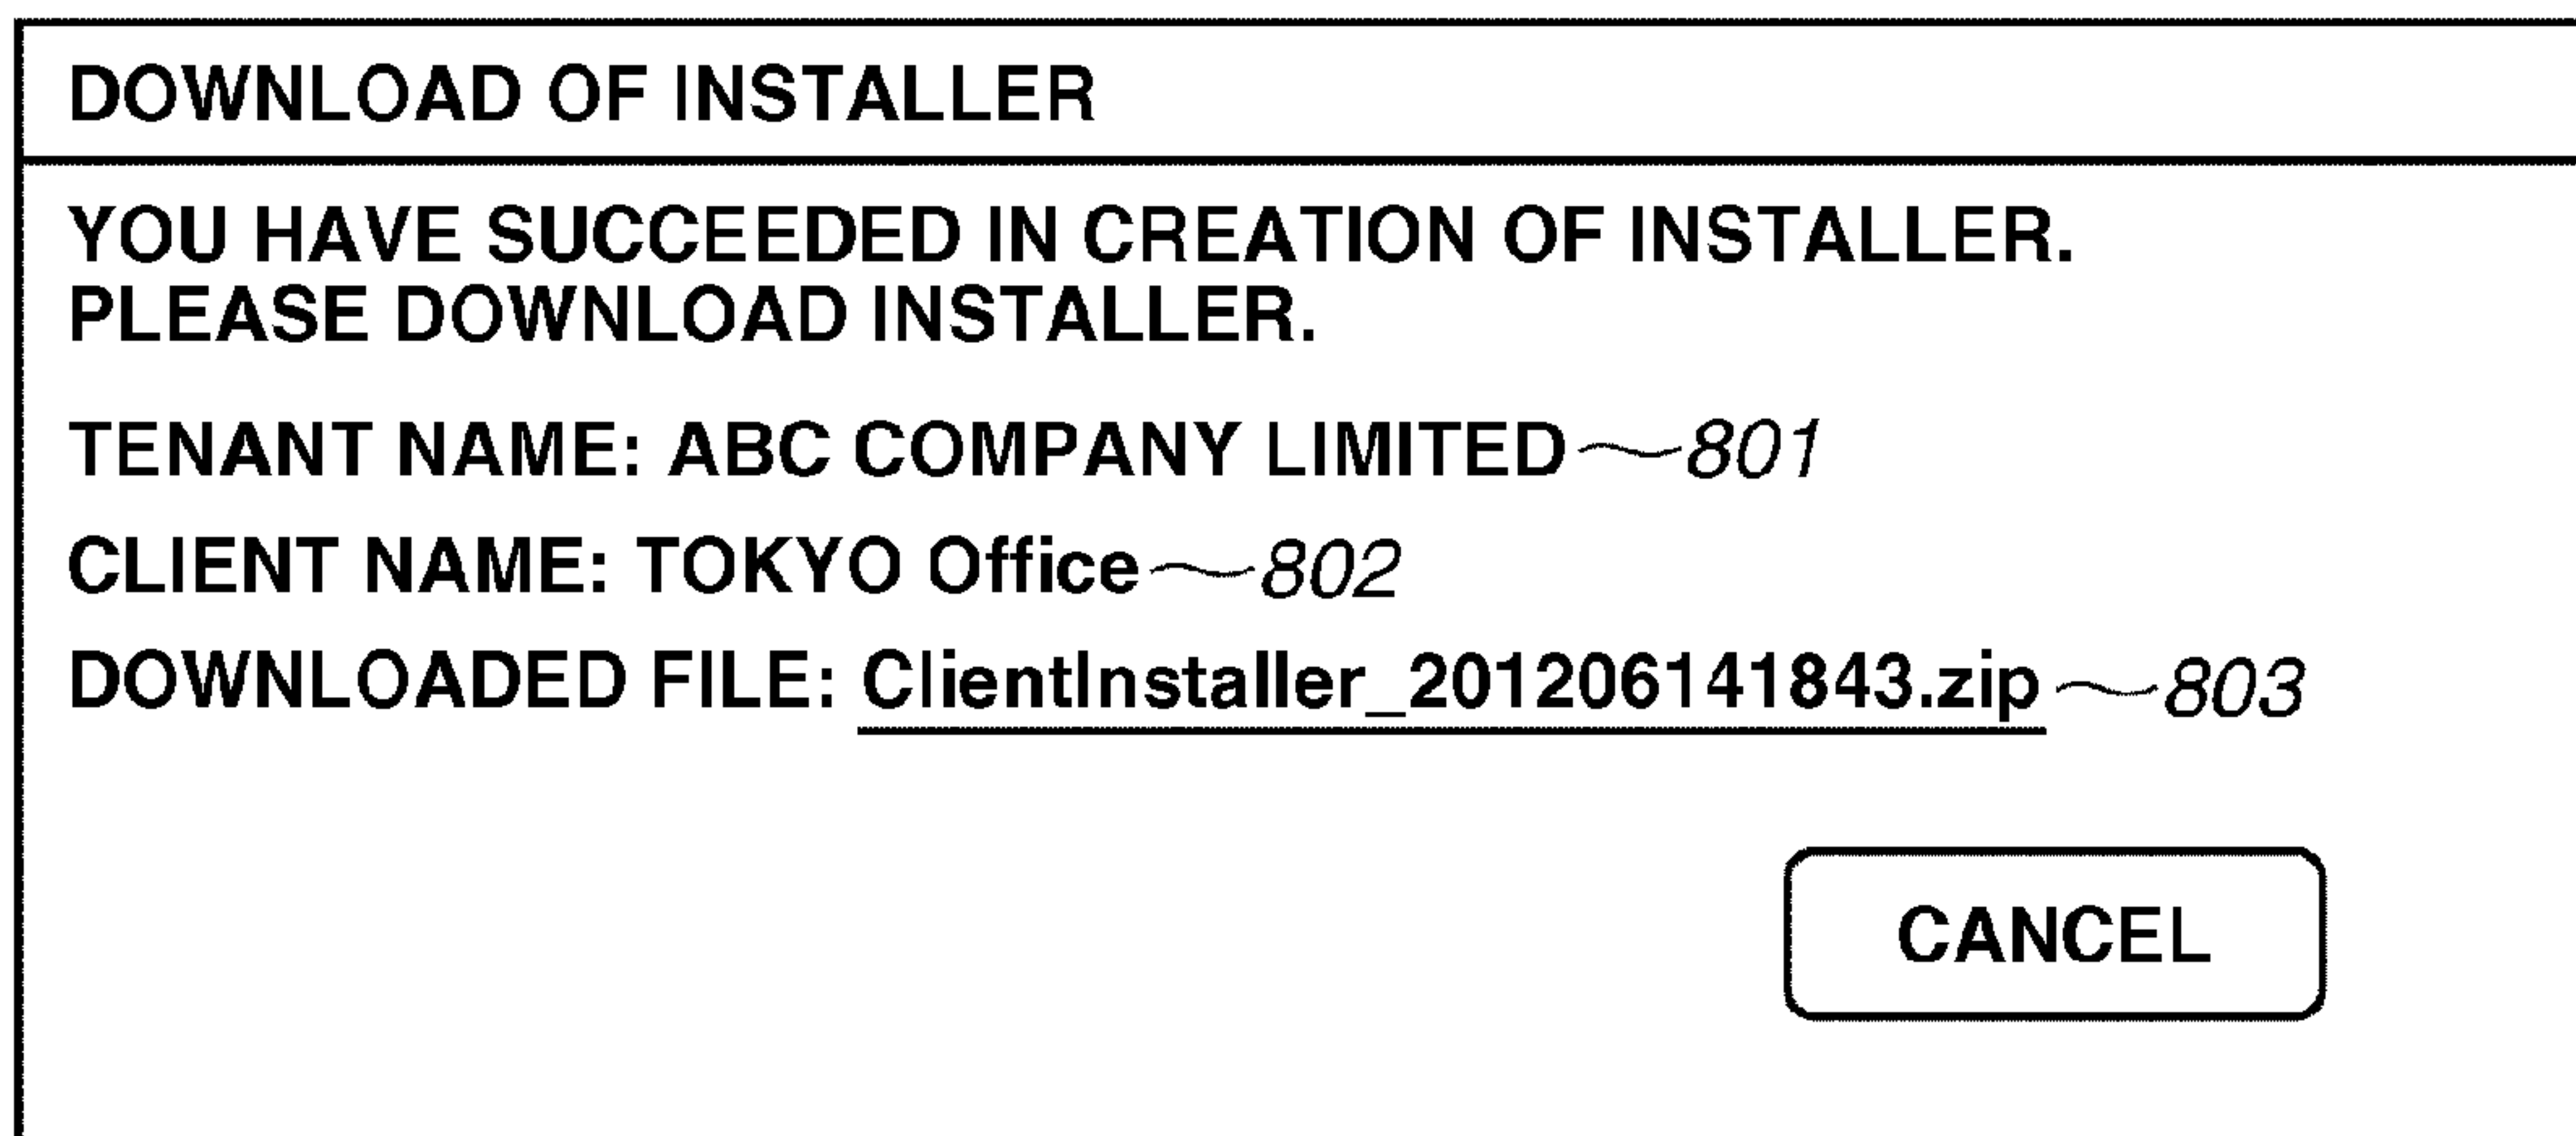 DOWNLOAD OF INSTALLER
YOU HAVE SUCCEEDED IN CREATION OF INSTALLER.
PLEASE DOWNLOAD INSTALLER.
TENANT NAME: ABC COMPANY LIMITED 801
CLIENT NAME: TOKYO Office 802
DOWNLOADED FILE: ClientInstaller_201206141843.zip 803
CANCEL